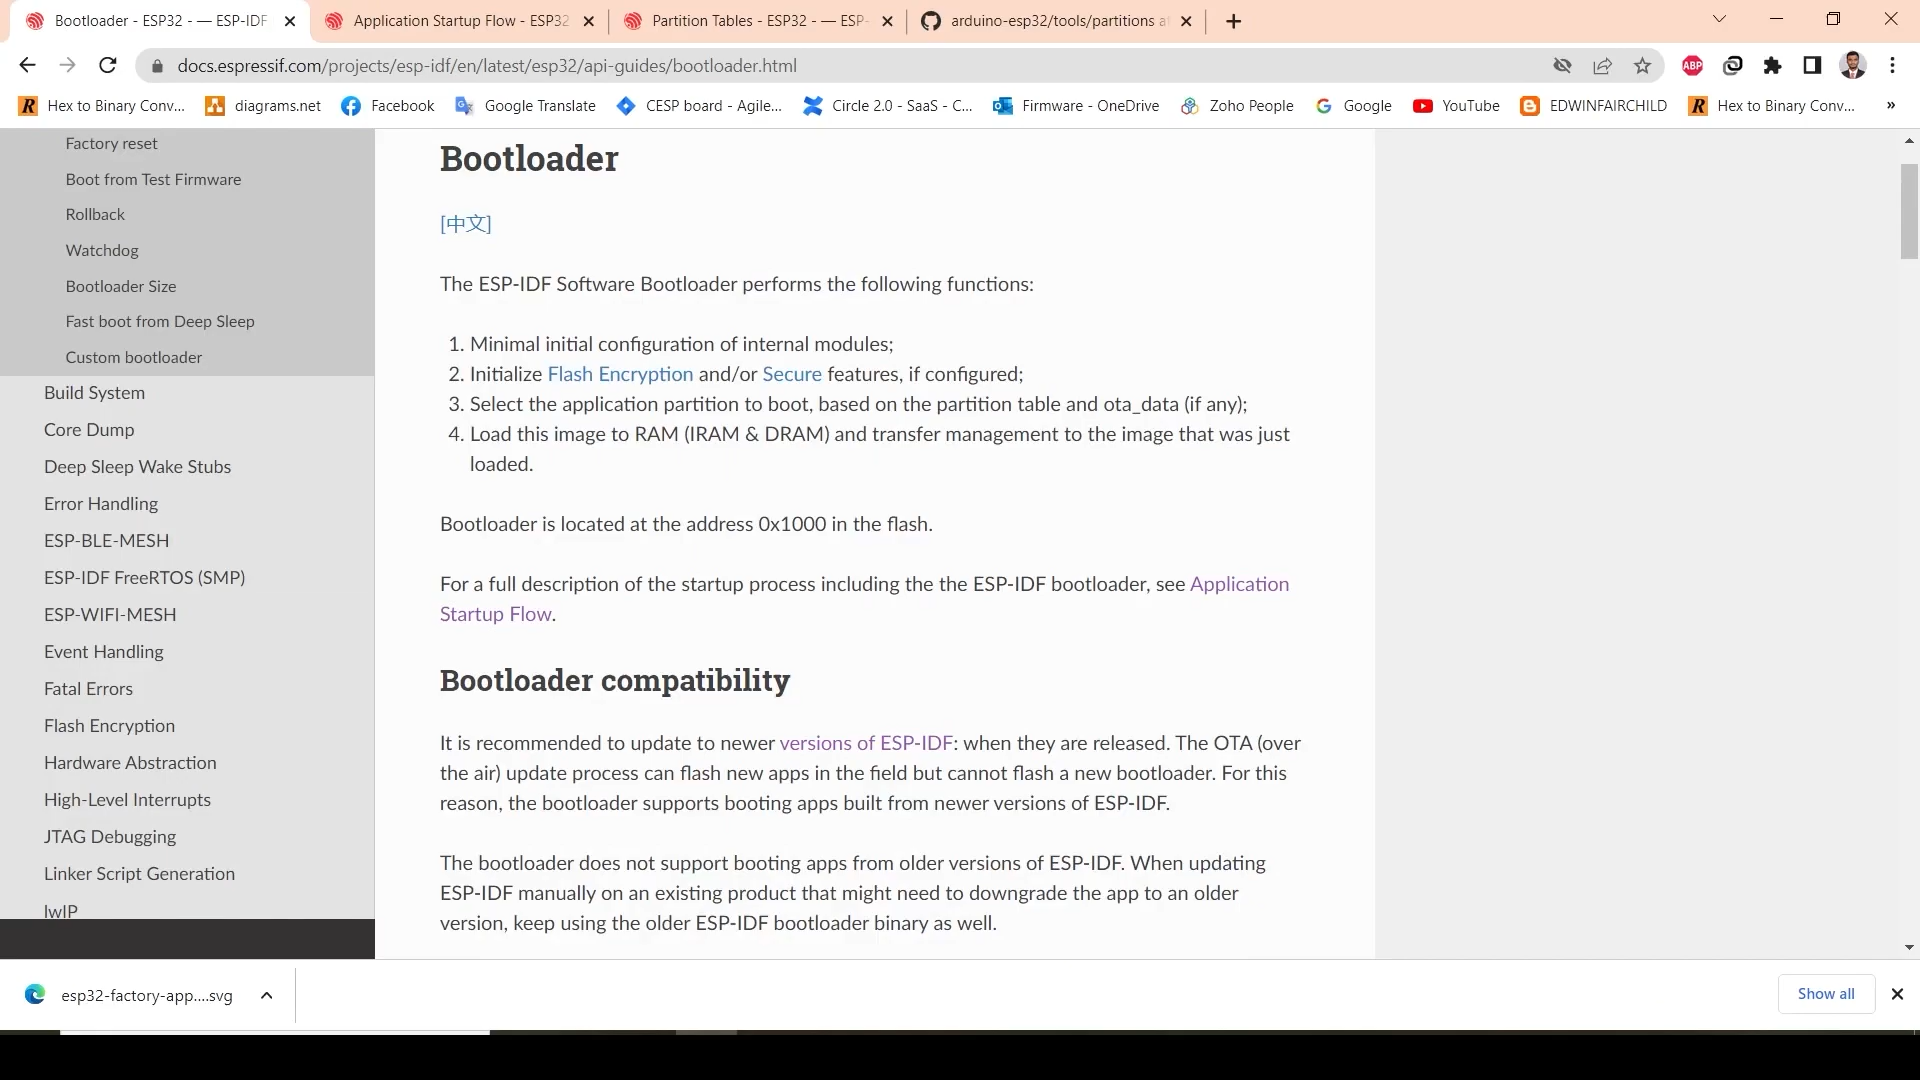 Bootloader - ESP32 - — ESP-IDF
Application Startup Flow - ESP32
Partition Tables - ESP32 - — ESP-
arduino-esp32/tools/partitions at
docs.espressif.com/projects/esp-idf/en/latest/esp32/api-guides/bootloader.html
ABP
Hex to Binary Conv...
diagrams.net
Facebook
Google Translate
CESP board - Agile...
Circle 2.0 - SaaS - C...
Firmware - OneDrive
Zoho People
Google
YouTube
EDWINFAIRCHILD
Hex to Binary Conv...
»
Factory reset
Boot from Test Firmware
Rollback
Watchdog
Bootloader Size
Fast boot from Deep Sleep
Custom bootloader
Build System
Core Dump
Deep Sleep Wake Stubs
Error Handling
ESP-BLE-MESH
ESP-IDF FreeRTOS (SMP)
ESP-WIFI-MESH
Event Handling
Fatal Errors
Flash Encryption
Hardware Abstraction
High-Level Interrupts
JTAG Debugging
Linker Script Generation
lwIP
Bootloader
[中文]
The ESP-IDF Software Bootloader performs the following functions:
1. Minimal initial configuration of internal modules;
2. Initialize Flash Encryption and/or Secure features, if configured;
3. Select the application partition to boot, based on the partition table and ota_data (if any);
4. Load this image to RAM (IRAM & DRAM) and transfer management to the image that was just
loaded.
Bootloader is located at the address 0x1000 in the flash.
For a full description of the startup process including the the ESP-IDF bootloader, see Application
Startup Flow.
Bootloader compatibility
It is recommended to update to newer versions of ESP-IDF: when they are released. The OTA (over
the air) update process can flash new apps in the field but cannot flash a new bootloader. For this
reason, the bootloader supports booting apps built from newer versions of ESP-IDF.
The bootloader does not support booting apps from older versions of ESP-IDF. When updating
ESP-IDF manually on an existing product that might need to downgrade the app to an older
version, keep using the older ESP-IDF bootloader binary as well.
esp32-factory-app....svg
Show all